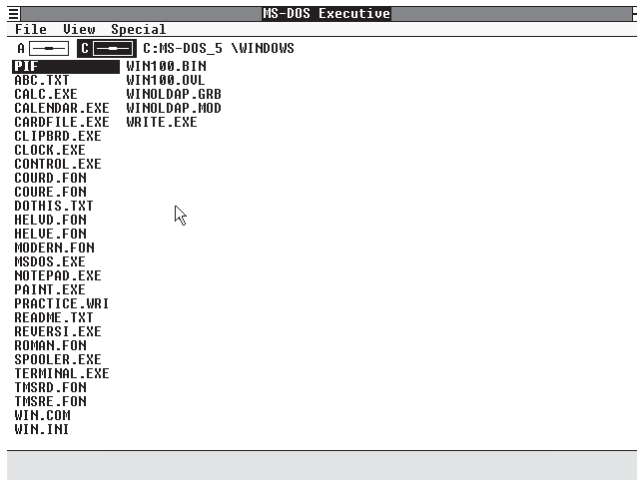 MS-DOS Executive
File View Special
A C C:MS-DOS_5 \WINDOWS
PIF
ABC.TXT
CALC.EXE
CALENDAR.EXE
CARDFILE.EXE
CLIPBRD.EXE
CLOCK.EXE
CONTROL.EXE
COURD.FON
COURE.FON
DOTHIS.TXT
HELVD.FON
HELVE.FON
MODERN.FON
MSDOS.EXE
NOTEPAD.EXE
PAINT.EXE
PRACTICE.WRI
README.TXT
REVERSI.EXE
ROMAN.FON
SPOOLER.EXE
TERMINAL.EXE
TMSRD.FON
TMSRE.FON
WIN.COM
WIN.INI
WIN100.BIN
WIN100.OVL
WINOLDAP.GRB
WINOLDAP.MOD
WRITE.EXE